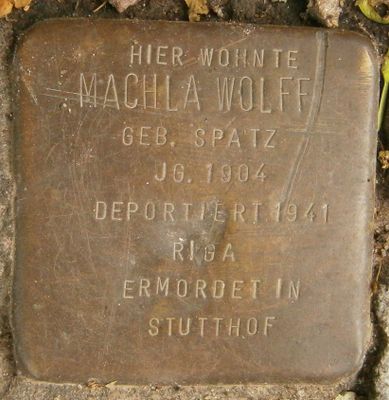 HIER WOHNTE
MACHLA WOLFF
GEB. SPATZ
JG. 1904
DEPORTIERT 1941
RIGA
ERMORDET IN
STUTTHOF